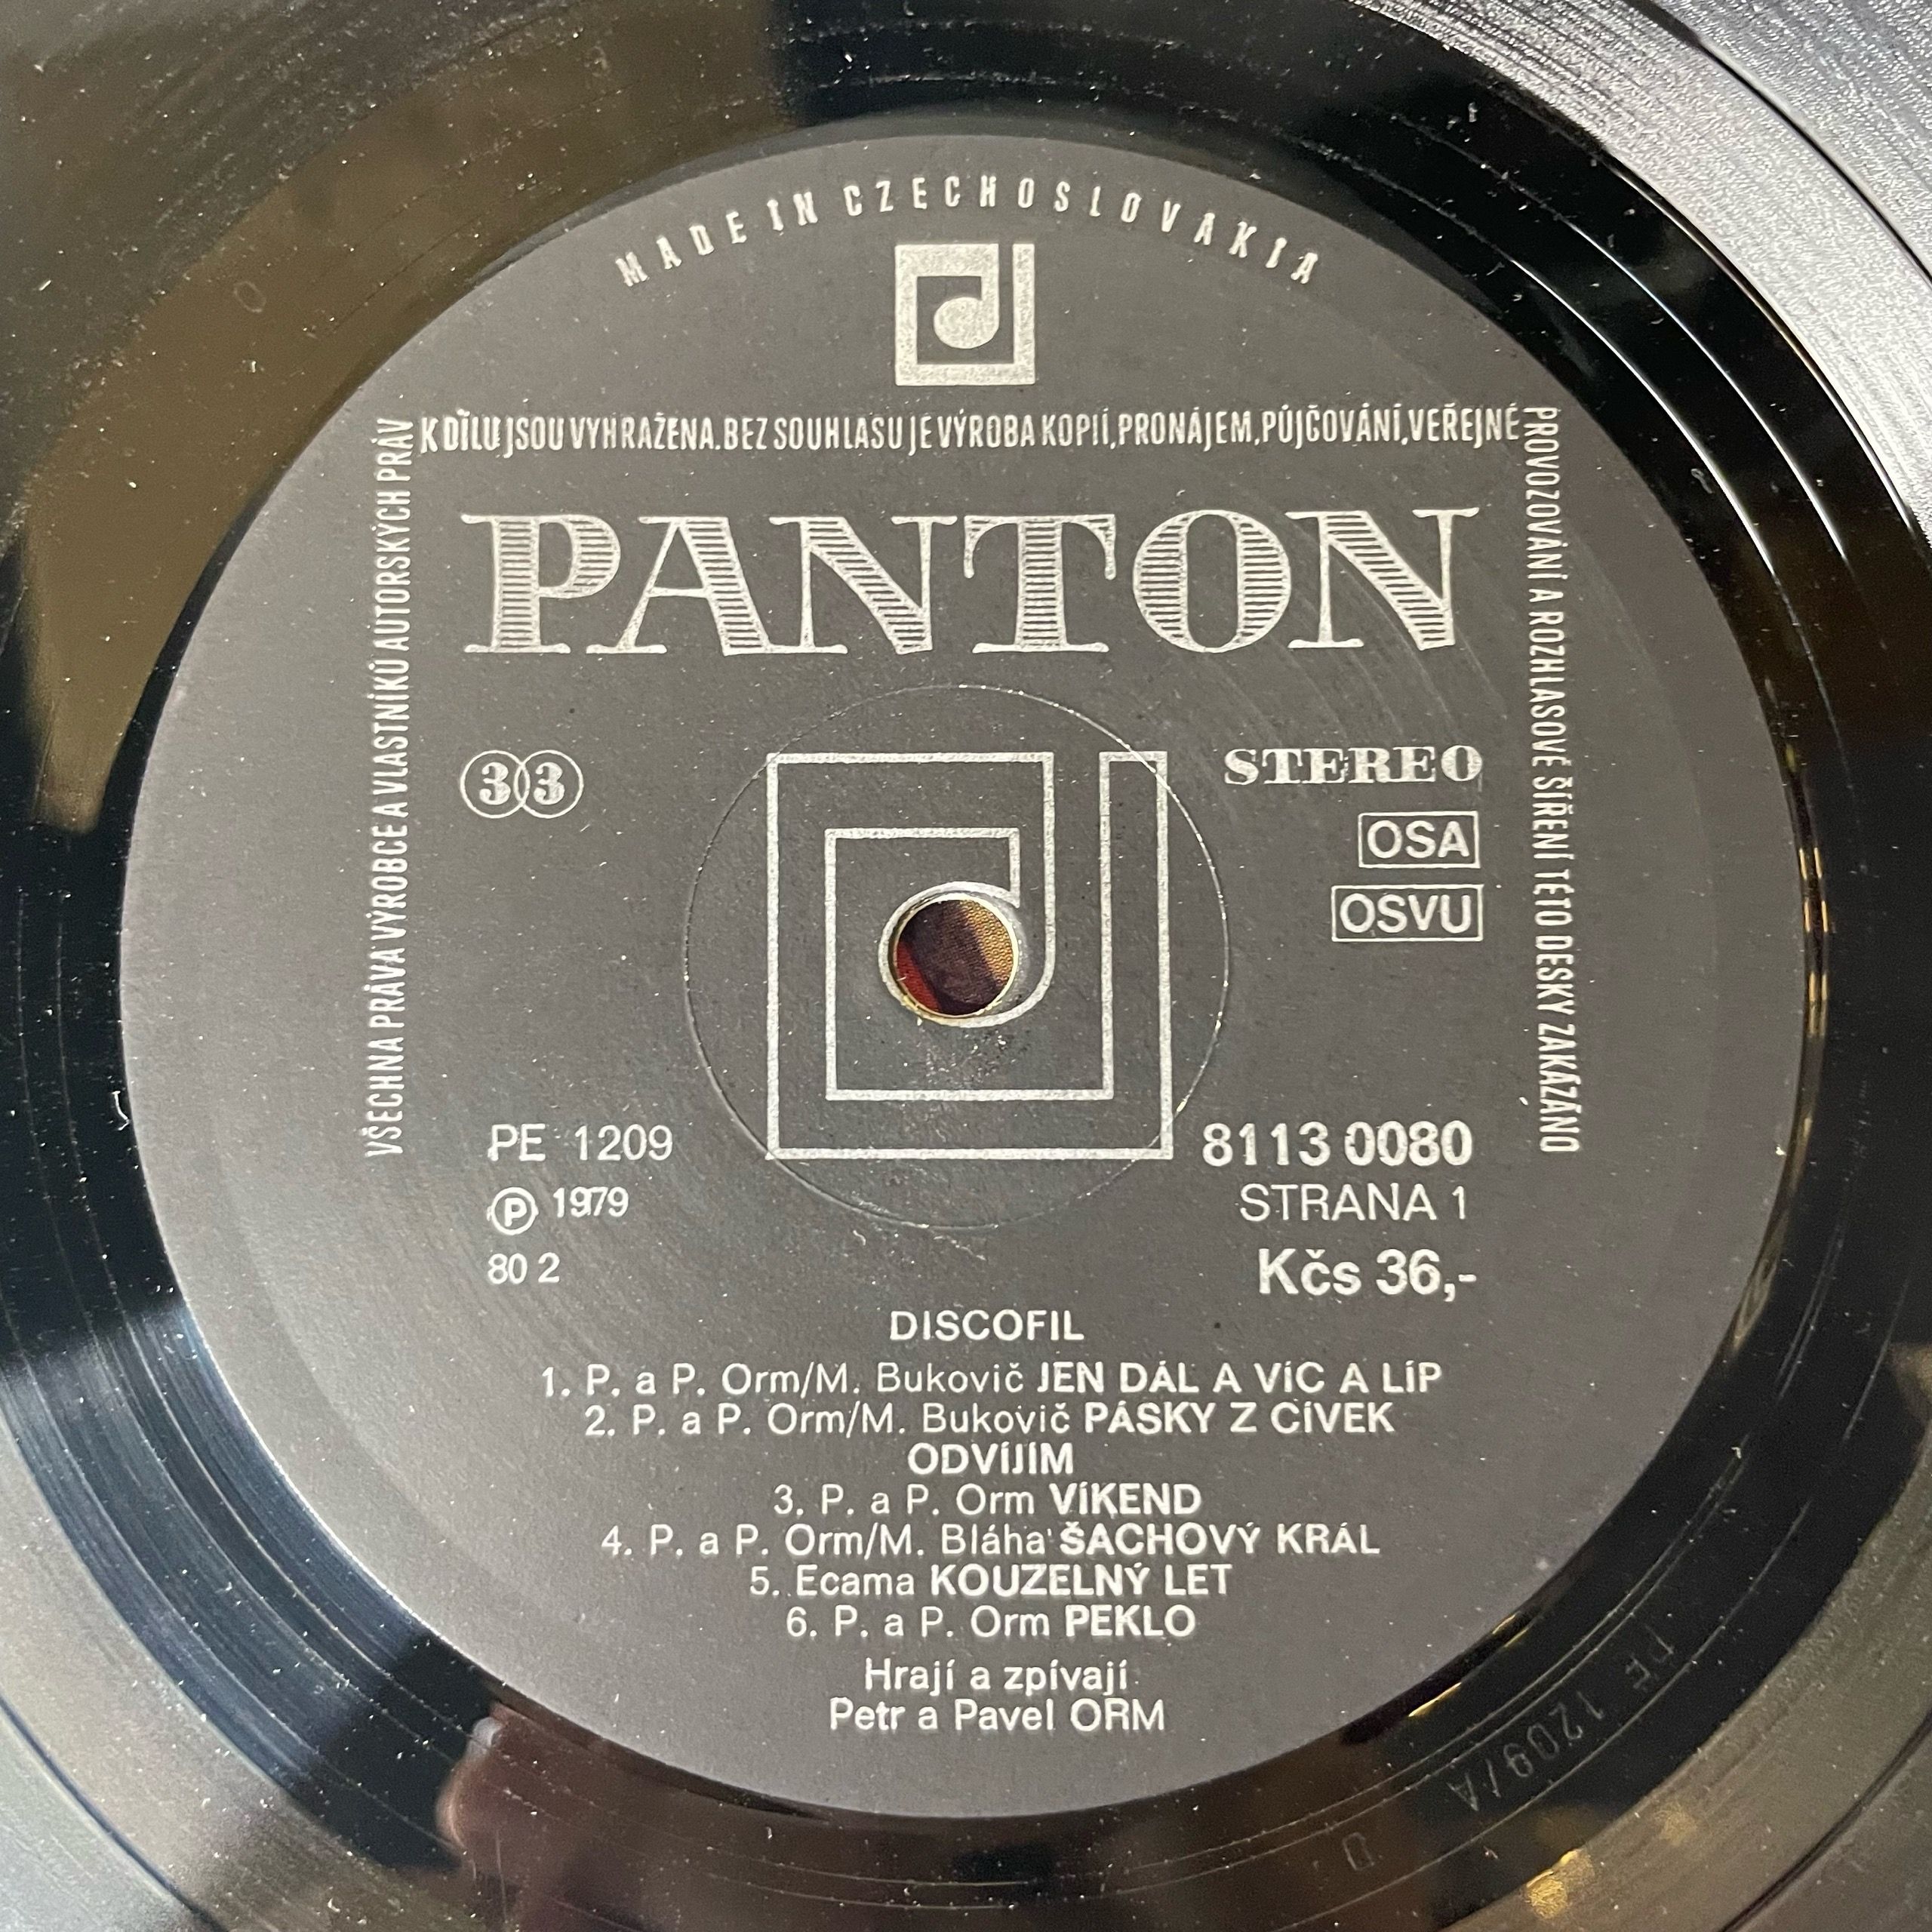 MADE IN CZECHOSLOVAKIA
VŠECHNA PRÁVA VÝROBCE A VLASTNÍKŮ AUTORSKÝCH PRÁV
K DÍLU JSOU VYHRAŽENA. BEZ SOUHLASU JE VÝROBA KOPIÍ, PRONÁJEM, PŮJČOVÁNÍ, VEŘEJNÉ
PROVOZOVÁNÍ A ROZHLASOVÉ ŠÍŘENÍ TÉTO DESKY ZAKÁZÁNO
PANTON
33
STEREO
OSA
OSVU
PE 1209
Ⓟ 1979
80 2
8113 0080
STRANA 1
Kčs 36,-
DISCOFIL
1. P. a P. Orm/M. Bukovič JEN DÁL A VÍC A LÍP
2. P. a P. Orm/M. Bukovič PÁSKY Z CÍVEK
ODVÍJÍM
3. P. a P. Orm VÍKEND
4. P. a P. Orm/M. Bláha ŠACHOVÝ KRÁL
5. Ecama KOUZELNÝ LET
6. P. a P. Orm PEKLO
Hrají a zpívají
Petr a Pavel ORM
PE 1209/A